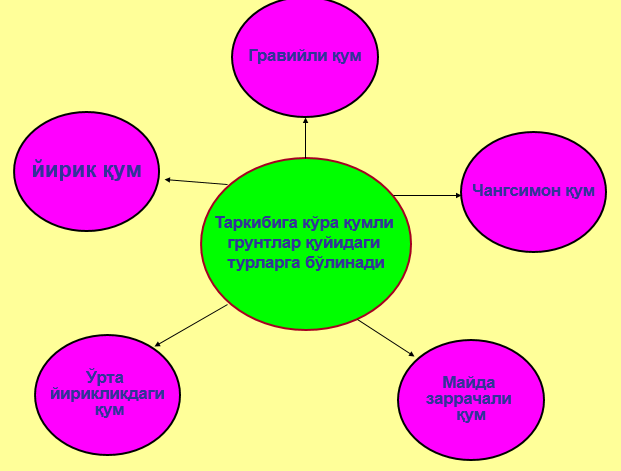 Гравийли қум
йирик қум
Чангсимон қум
Таркибига кўра қумли
грунтлар қуйидаги
турларга бўлинади
Ўрта
йирикликдаги
қум
Майда
заррачали
қум